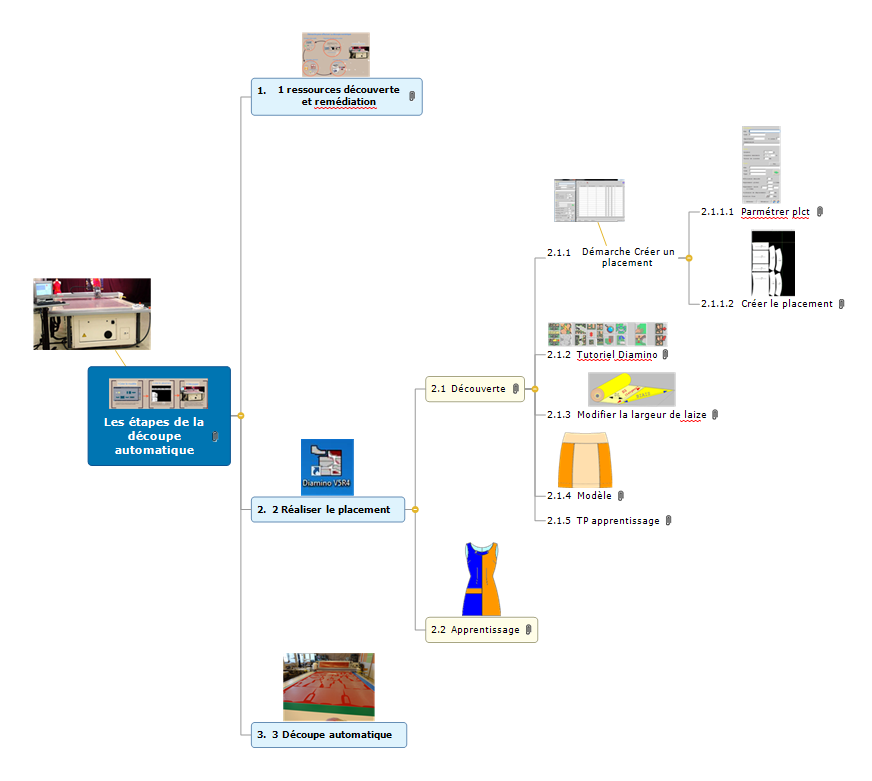 1. 1 ressources découverte
et remédiation
2.1.1.1 Parmétrer plct
2.1.1 Démarche Créer un
placement
2.1.1.2 Créer le placement
2.1.2 Tutoriel Diamino
2.1 Découverte
2.1.3 Modifier la largeur de laize
Les étapes de la
découpe
automatique
Diamino V5R4
2.1.4 Modèle
2. 2 Réaliser le placement
2.1.5 TP apprentissage
2.2 Apprentissage
3. 3 Découpe automatique